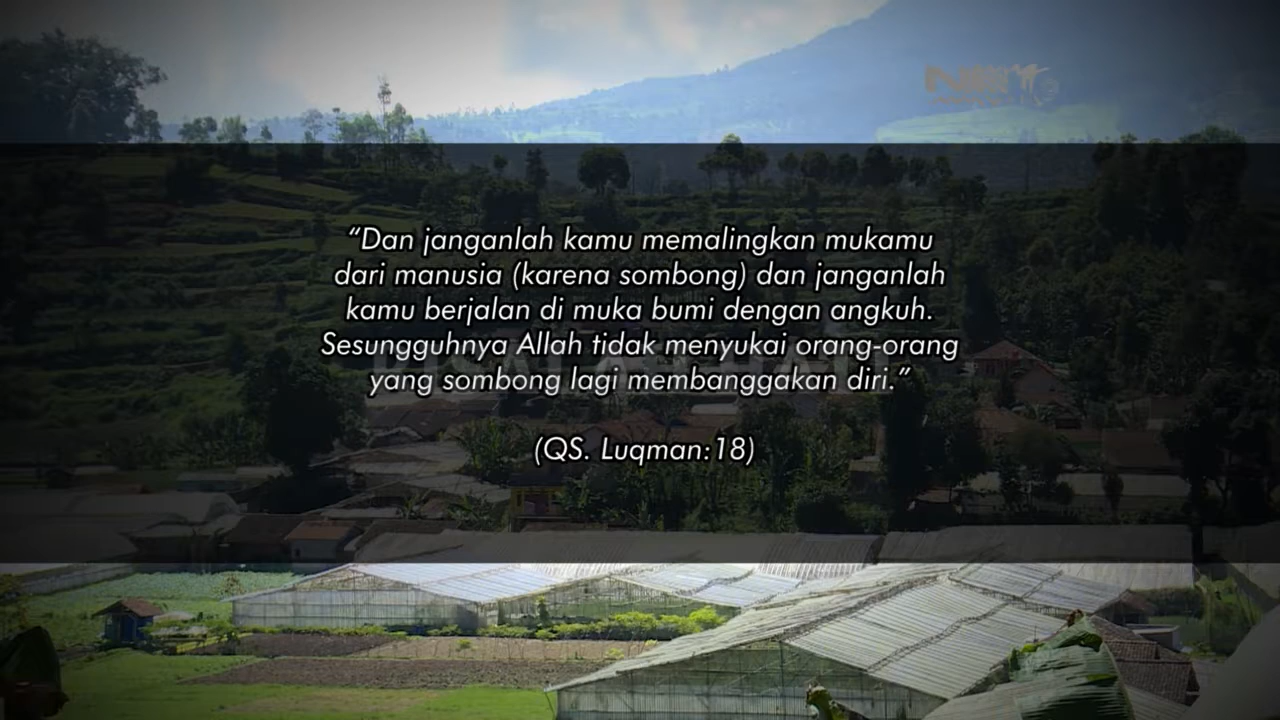 “Dan janganlah kamu memalingkan mukamu
dari manusia (karena sombong) dan janganlah
kamu berjalan di muka bumi dengan angkuh.
Sesungguhnya Allah tidak menyukai orang-orang
yang sombong lagi membanggakan diri.”
(QS. Luqman:18)